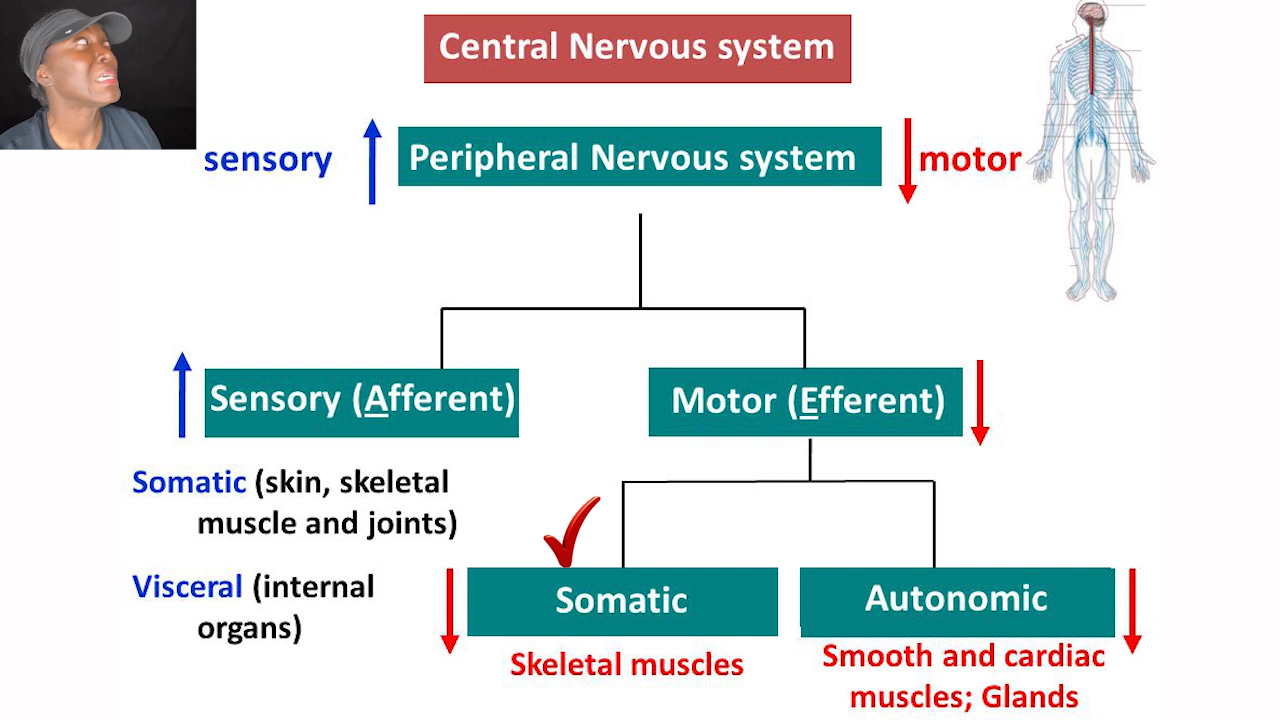 Central Nervous system
sensory
Peripheral Nervous system
motor
Sensory (Afferent)
Motor (Efferent)
Somatic (skin, skeletal
muscle and joints)
Visceral (internal
organs)
Somatic
Skeletal muscles
Autonomic
Smooth and cardiac
muscles; Glands